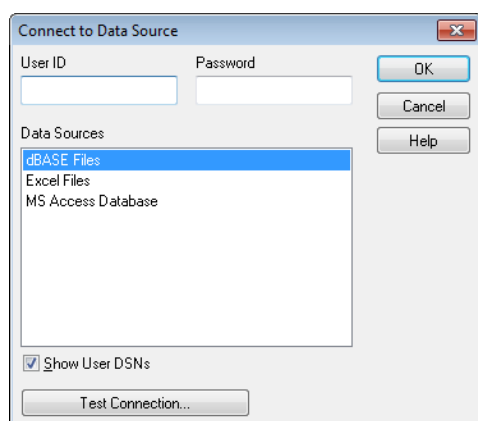 Connect to Data Source
User ID
Password
OK
Cancel
Data Sources
Help
dBASE Files
Excel Files
MS Access Database
Show User DSNs
Test Connection...